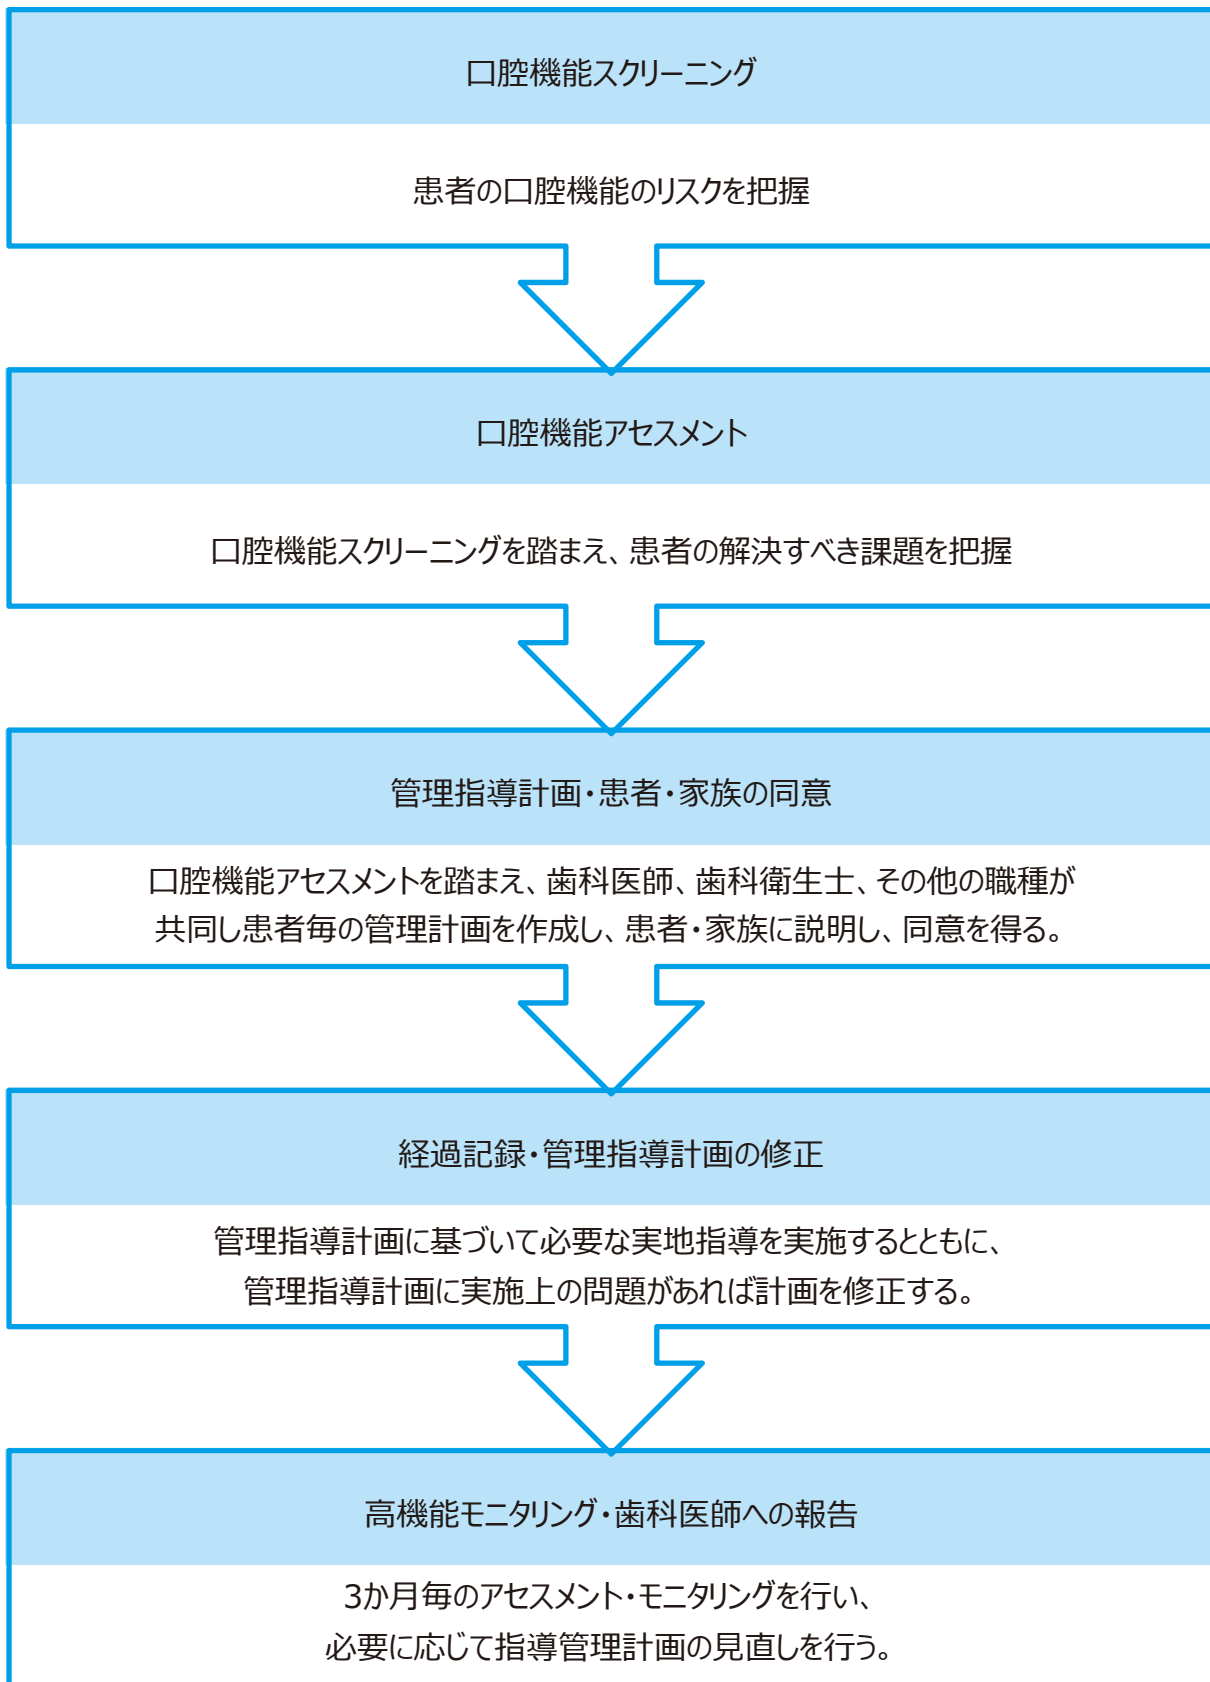 口腔機能スクリーニング
患者の口腔機能のリスクを把握
口腔機能アセスメント
口腔機能スクリーニングを踏まえ、患者の解決すべき課題を把握
管理指導計画・患者・家族の同意
口腔機能アセスメントを踏まえ、歯科医師、歯科衛生士、その他の職種が
共同し患者毎の管理計画を作成し、患者・家族に説明し、同意を得る。
経過記録・管理指導計画の修正
管理指導計画に基づいて必要な実地指導を実施するとともに、
管理指導計画に実施上の問題があれば計画を修正する。
高機能モニタリング・歯科医師への報告
3か月毎のアセスメント・モニタリングを行い、
必要に応じて指導管理計画の見直しを行う。